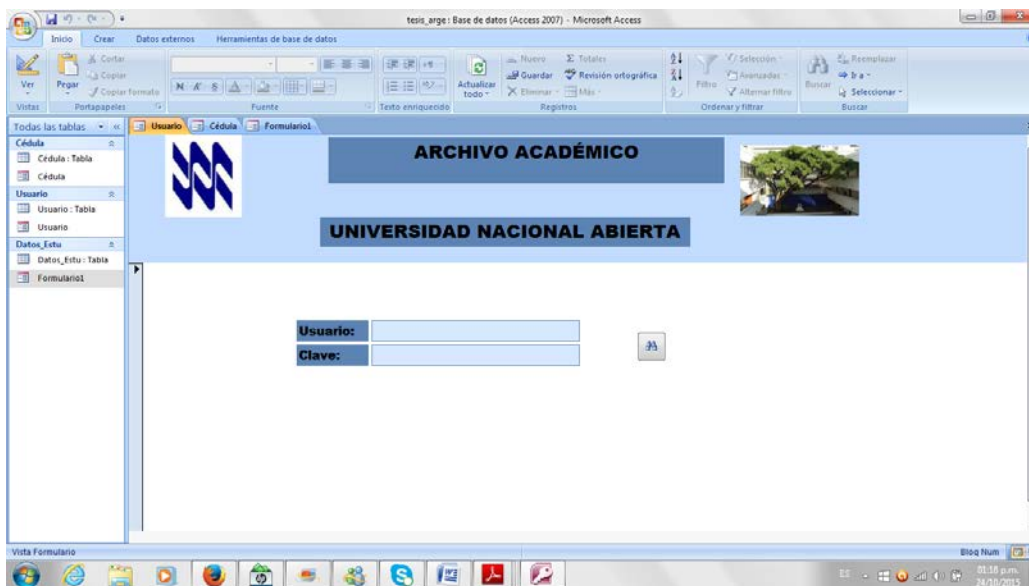 tesis_arge : Base de datos (Access 2007) - Microsoft Access
Inicio Crear Datos externos Herramientas de base de datos
Ver
Pegar
Cortar
Copiar
Copiar formato
N K S
Actualizar todo
Nuevo
Guardar
Eliminar
Totales
Revisión ortográfica
Más
Filtro
Selección
Avanzadas
Alternar filtro
Buscar
Reemplazar
Ir a
Seleccionar
Vistas Portapapeles Fuente Texto enriquecido Registros Ordenar y filtrar Buscar
Todas las tablas
Usuario Cédula Formulario1
Cédula
Cédula : Tabla
Cédula
Usuario
Usuario : Tabla
Usuario
Datos_Estu
Datos_Estu : Tabla
Formulario1
ARCHIVO ACADÉMICO
UNIVERSIDAD NACIONAL ABIERTA
Usuario:
Clave:
Vista Formulario
Bloq Num
ES
01:16 p.m.